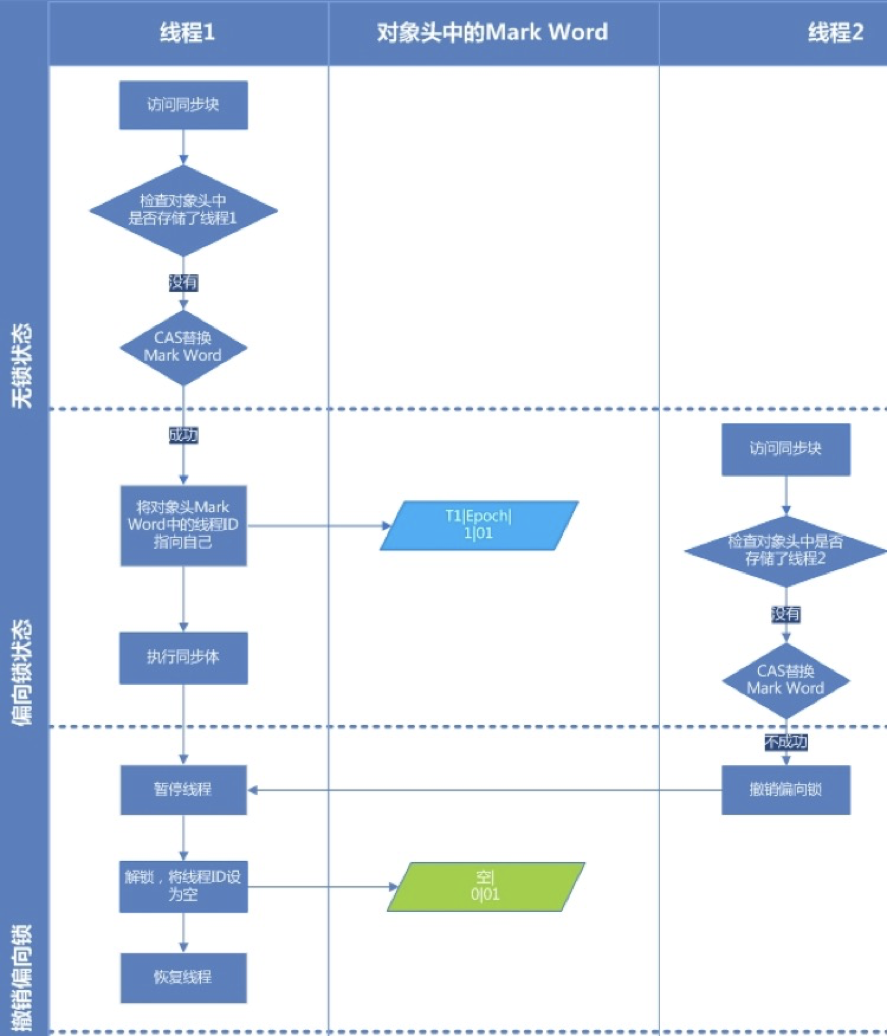 线程1
对象头中的Mark Word
线程2
无锁状态
访问同步块
检查对象头中
是否存储了线程1
没有
CAS替换
Mark Word
偏向锁状态
成功
将对象头Mark
Word中的线程ID
指向自己
T1|Epoch|
1|01
执行同步体
访问同步块
检查对象头中是否
存储了线程2
没有
CAS替换
Mark Word
撤销偏向锁
不成功
撤销偏向锁
暂停线程
解锁，将线程ID设
为空
空|
0|01
恢复线程